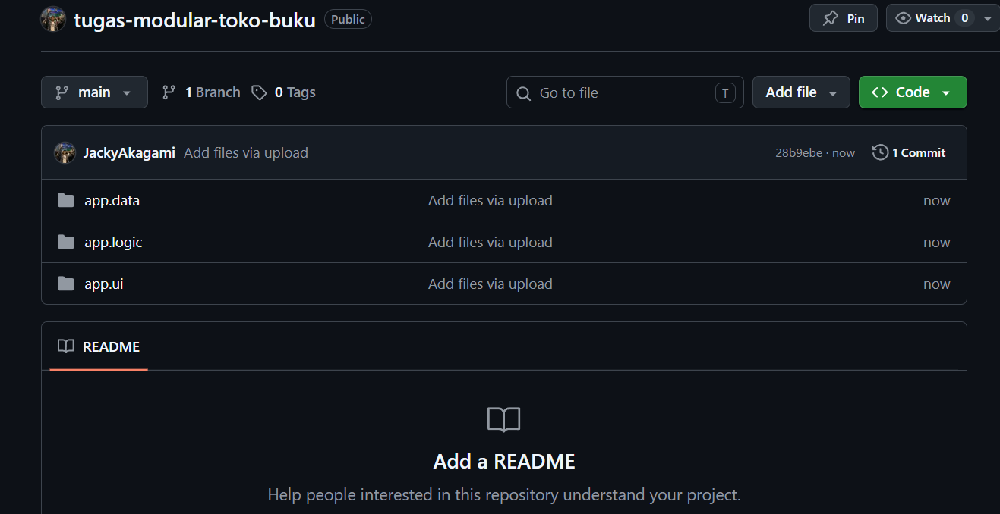 tugas-modular-toko-buku Public Pin Watch 0
main 1 Branch 0 Tags Go to file T Add file Code
JackyAkagami Add files via upload 28b9ebe · now 1 Commit
app.data Add files via upload now
app.logic Add files via upload now
app.ui Add files via upload now
README
Add a README
Help people interested in this repository understand your project.